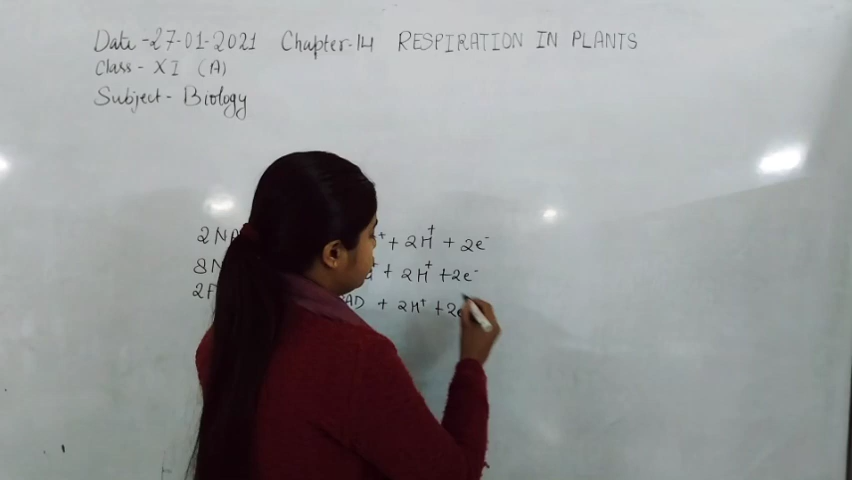 Date - 27-01-2021 Chapter-14 RESPIRATION IN PLANTS
Class - XI (A)
Subject - Biology
2NA + 2H⁺ + 2e⁻
8N + 2H⁺ + 2e⁻
2F AD + 2H⁺ + 2e